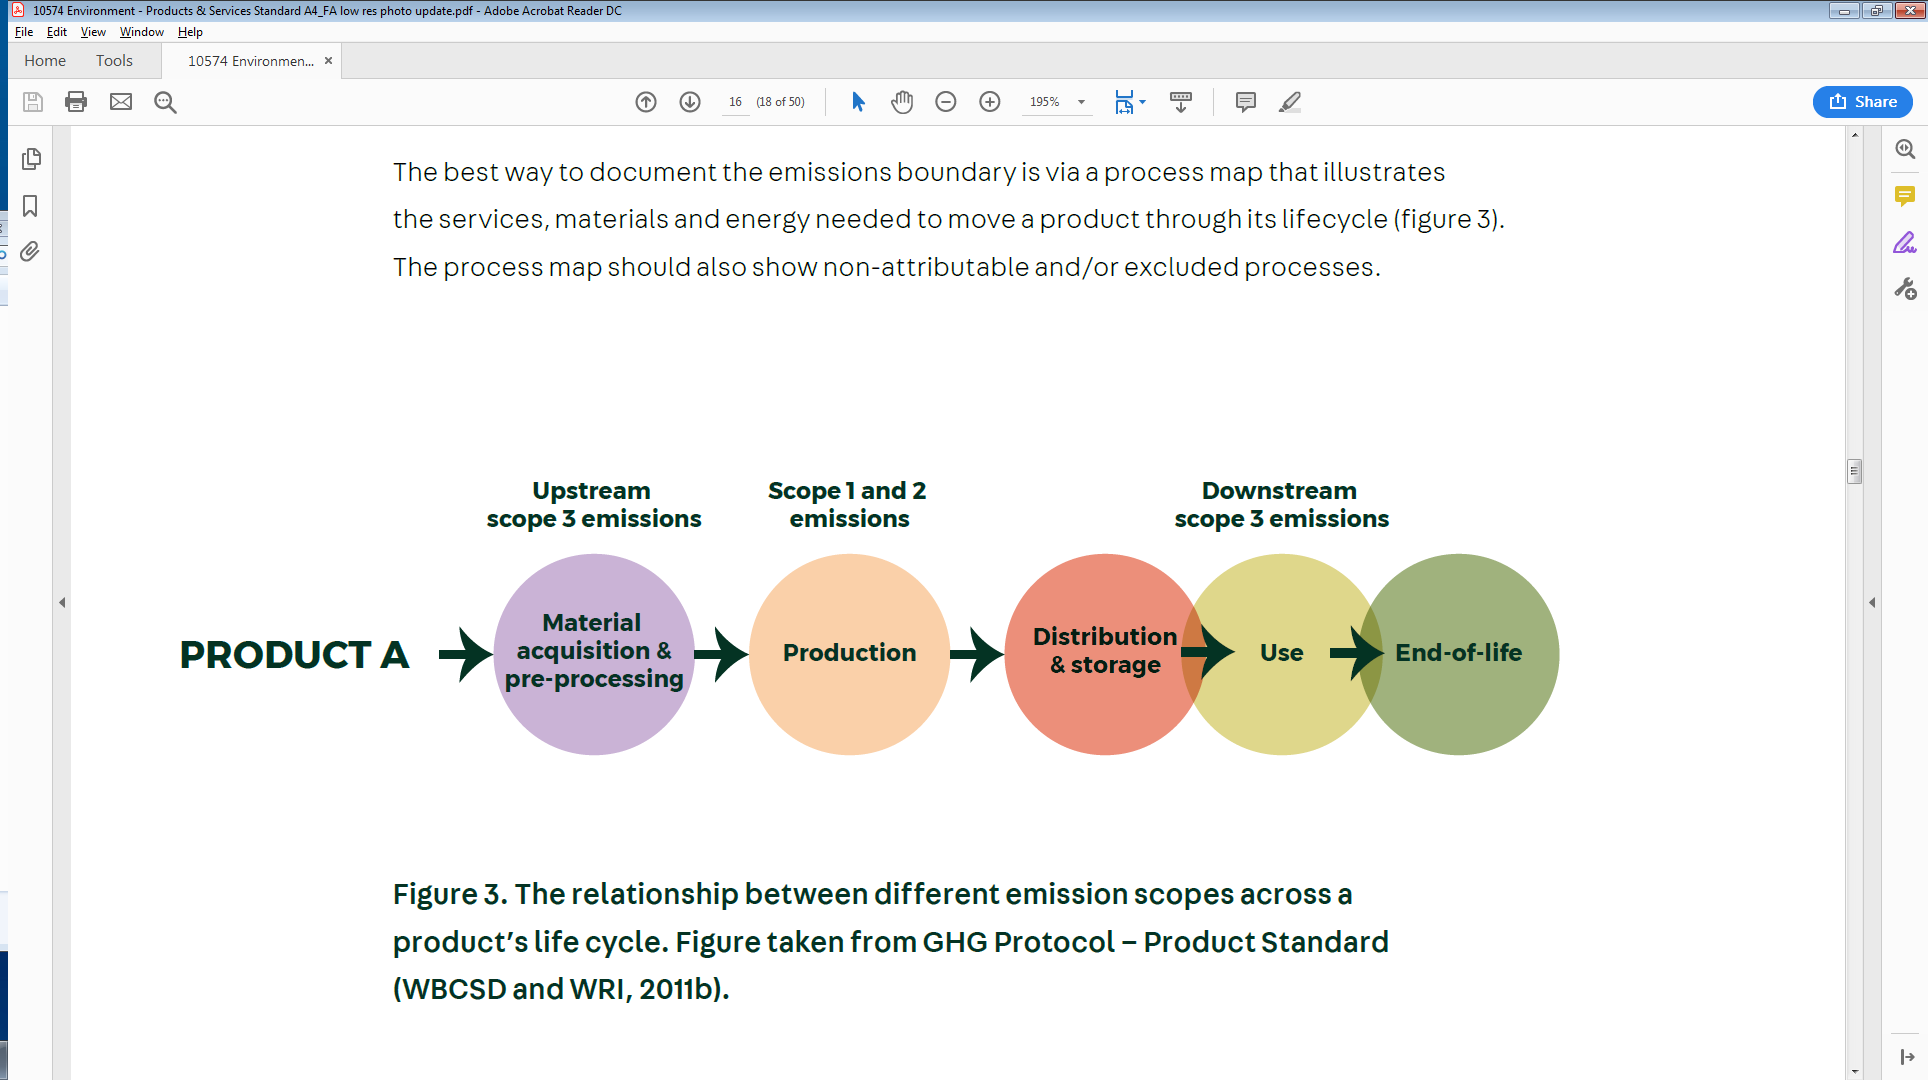 10574 Environment - Products & Services Standard A4_FA low res photo update.pdf - Adobe Acrobat Reader DC
File Edit View Window Help
Home Tools 10574 Environmen... ×
16 (18 of 50) 195% Share
The best way to document the emissions boundary is via a process map that illustrates
the services, materials and energy needed to move a product through its lifecycle (figure 3).
The process map should also show non-attributable and/or excluded processes.
Upstream
scope 3 emissions
Scope 1 and 2
emissions
Downstream
scope 3 emissions
PRODUCT A
Material
acquisition &
pre-processing
Production
Distribution
& storage
Use
End-of-life
Figure 3. The relationship between different emission scopes across a
product’s life cycle. Figure taken from GHG Protocol – Product Standard
(WBCSD and WRI, 2011b).